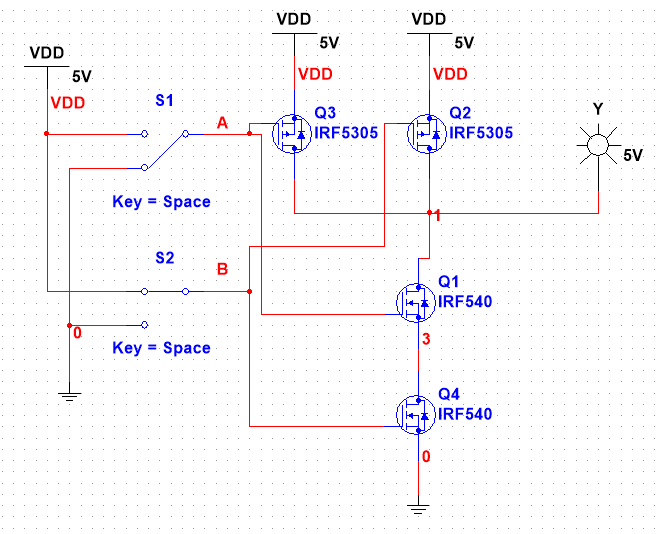 VDD
VDD
5V
5V
VDD
5V
VDD
VDD
VDD
S1
A
Q3
IRF5305
Q2
IRF5305
Y
5V
Key = Space
1
S2
B
Q1
IRF540
0
3
Key = Space
Q4
IRF540
0